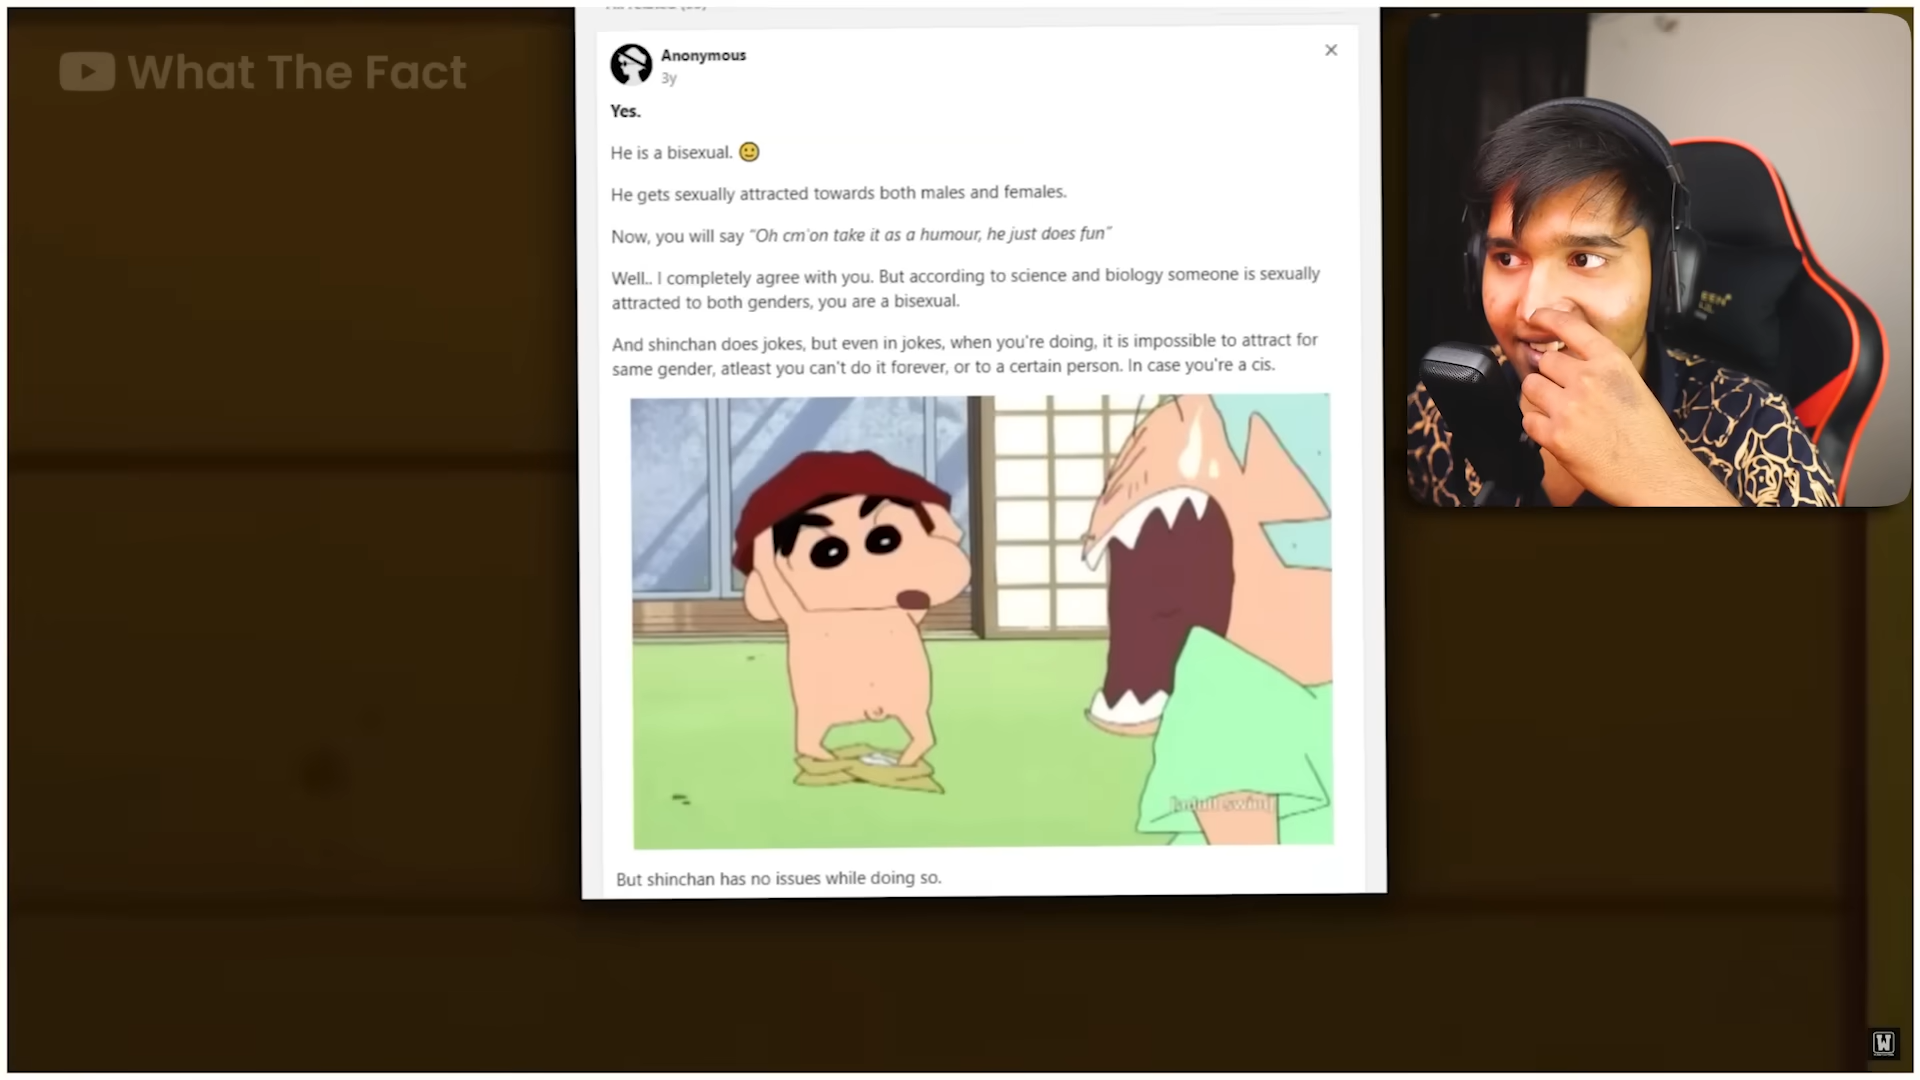 What The Fact
Anonymous
3y
Yes.
He is a bisexual. 🙂
He gets sexually attracted towards both males and females.
Now, you will say “Oh cm'on take it as a humour, he just does fun”
Well.. I completely agree with you. But according to science and biology someone is sexually
attracted to both genders, you are a bisexual.
And shinchan does jokes, but even in jokes, when you're doing, it is impossible to attract for
same gender, atleast you can't do it forever, or to a certain person. In case you're a cis.
[adult swim]
But shinchan has no issues while doing so.
W